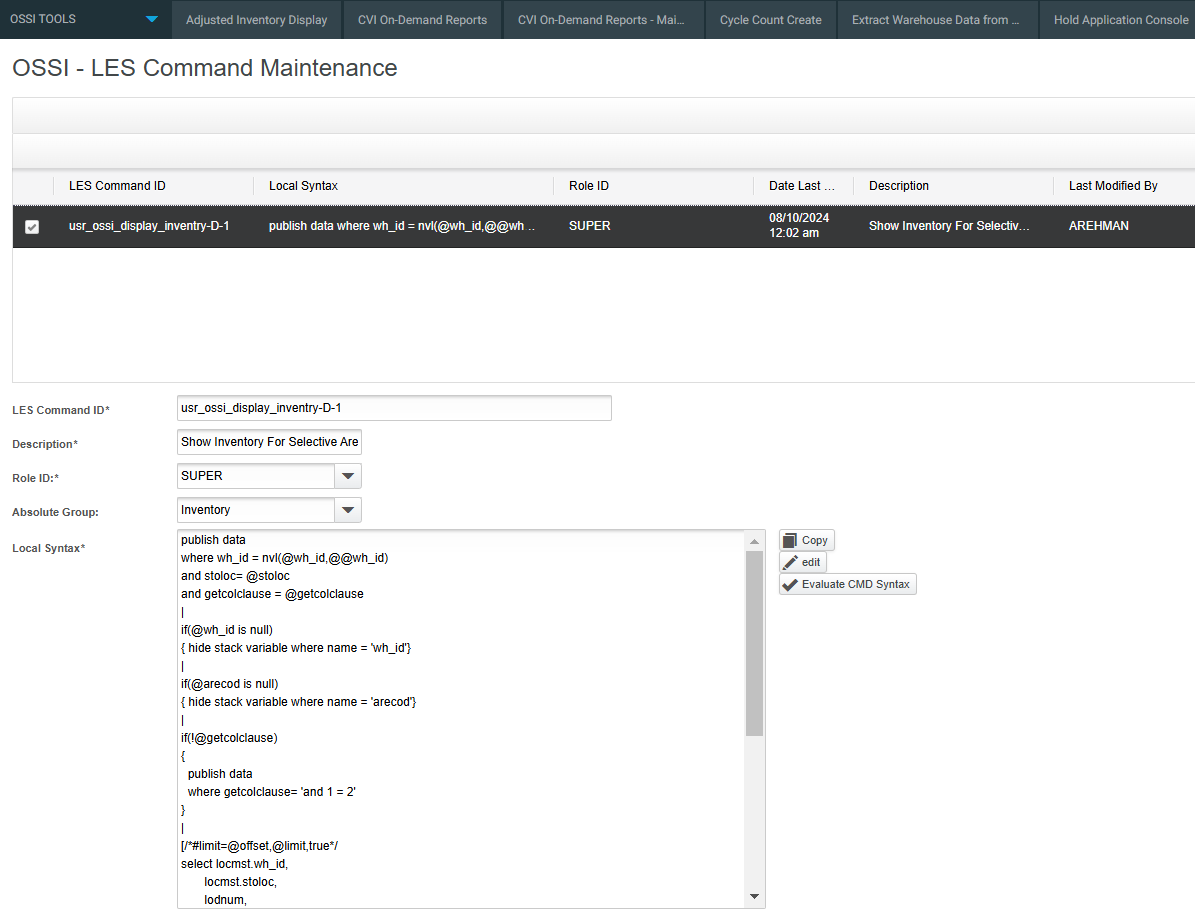 OSSI TOOLS
Adjusted Inventory Display
CVI On-Demand Reports
CVI On-Demand Reports - Mai...
Cycle Count Create
Extract Warehouse Data from ...
Hold Application Console
OSSI - LES Command Maintenance
LES Command ID
Local Syntax
Role ID
Date Last ...
Description
Last Modified By
usr_ossi_display_inventry-D-1
publish data where wh_id = nvl(@wh_id,@@wh ..
SUPER
08/10/2024
12:02 am
Show Inventory For Selectiv...
AREHMAN
LES Command ID*
usr_ossi_display_inventry-D-1
Description*
Show Inventory For Selective Are
Role ID:*
SUPER
Absolute Group:
Inventory
Local Syntax*
publish data
where wh_id = nvl(@wh_id,@@wh_id)
and stoloc= @stoloc
and getcolclause = @getcolclause
|
if(@wh_id is null)
{ hide stack variable where name = 'wh_id'}
|
if(@arecod is null)
{ hide stack variable where name = 'arecod'}
|
if(!@getcolclause)
{
publish data
where getcolclause= 'and 1 = 2'
}
|
[/*#limit=@offset,@limit,true*/
select locmst.wh_id,
locmst.stoloc,
lodnum,
Copy
edit
Evaluate CMD Syntax